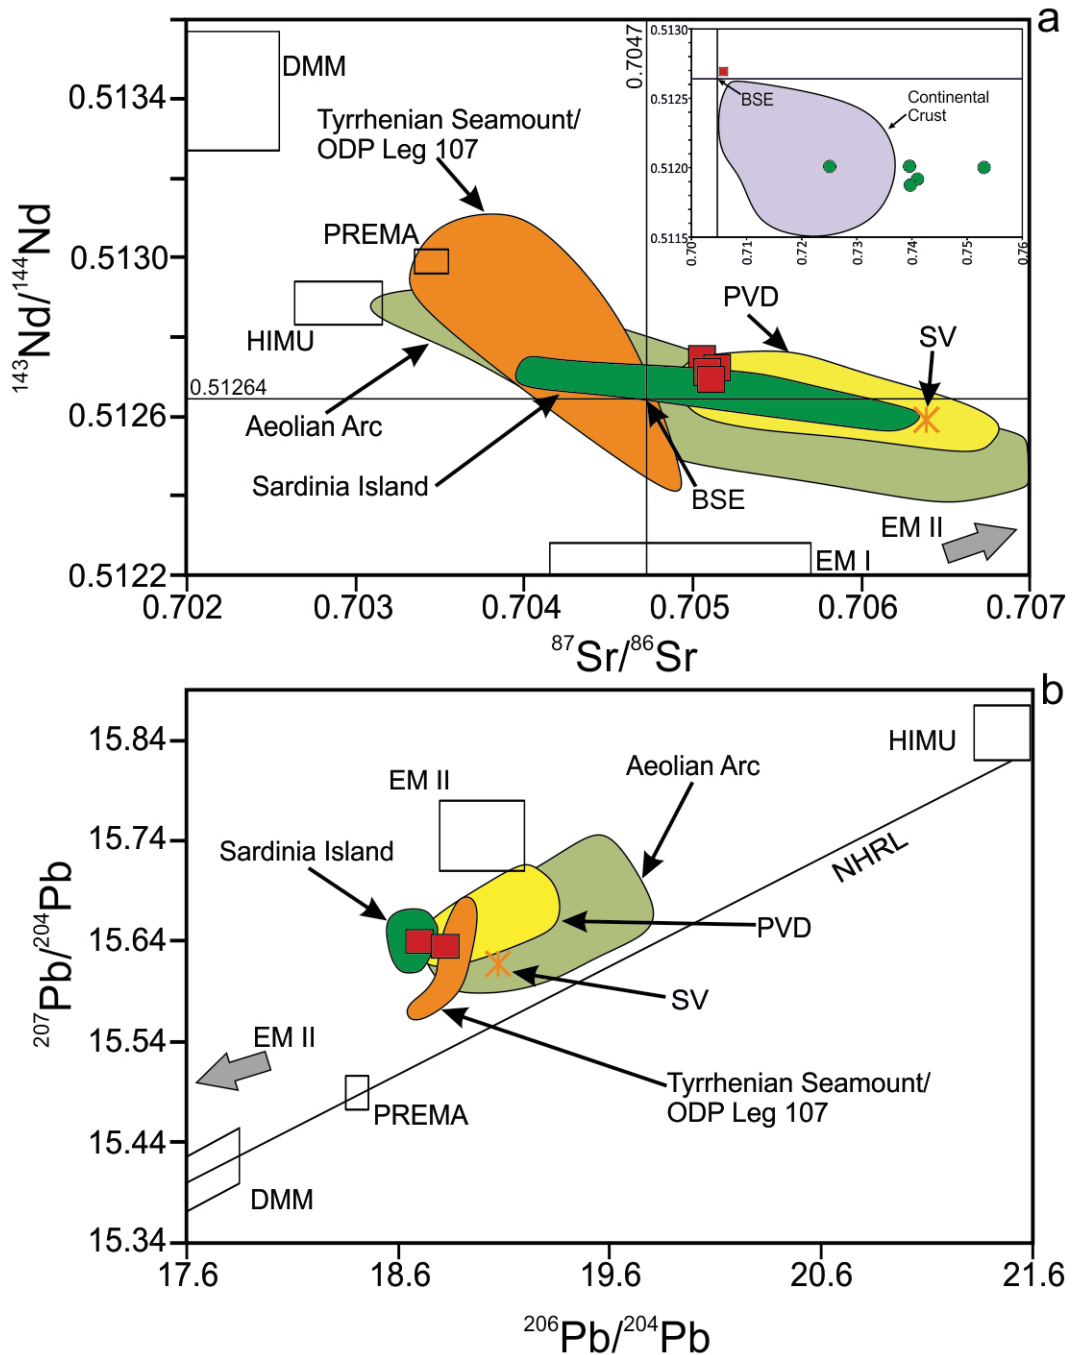 a
DMM
Tyrrhenian Seamount/
ODP Leg 107
PREMA
HIMU
0.7047
0.51264
Aeolian Arc
Sardinia Island
PVD
SV
BSE
EM II
EM I
0.5134
0.5130
0.5126
0.5122
0.702
0.703
0.704
0.705
0.706
0.707
143Nd/144Nd
87Sr/86Sr
0.5130
0.5125
0.5120
0.5115
BSE
Continental
Crust
0.70
0.71
0.72
0.73
0.74
0.75
0.76
b
HIMU
Aeolian Arc
EM II
Sardinia Island
NHRL
PVD
SV
EM II
Tyrrhenian Seamount/
ODP Leg 107
PREMA
DMM
15.84
15.74
15.64
15.54
15.44
15.34
17.6
18.6
19.6
20.6
21.6
207Pb/204Pb
206Pb/204Pb